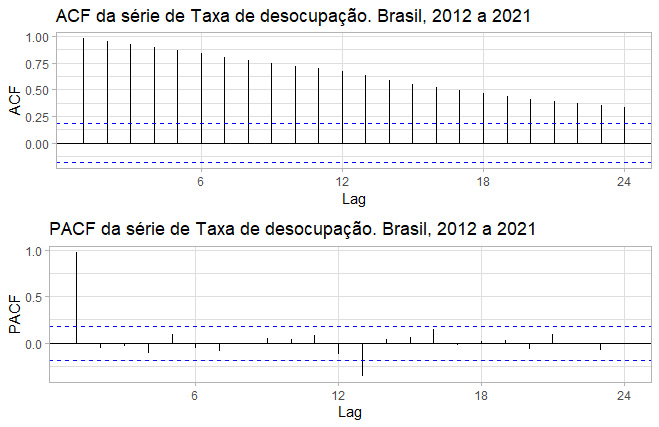 ACF da série de Taxa de desocupação. Brasil, 2012 a 2021
1.00
0.75
0.50
0.25
0.00
ACF
6 12 18 24
Lag
PACF da série de Taxa de desocupação. Brasil, 2012 a 2021
1.0
0.5
0.0
PACF
6 12 18 24
Lag